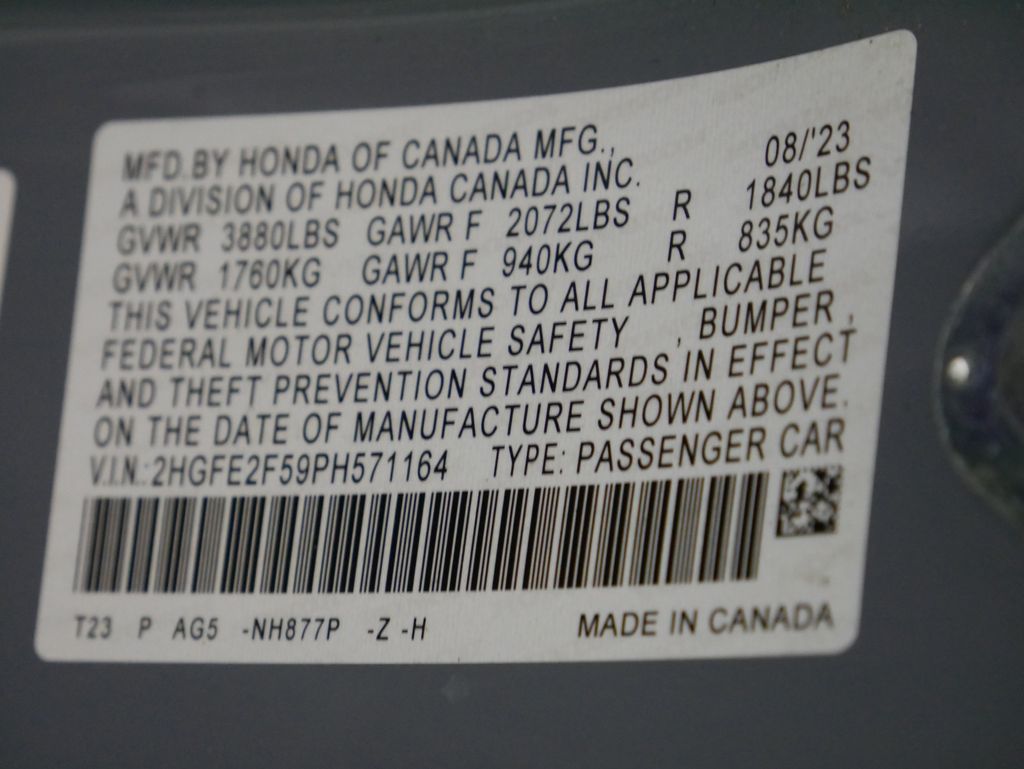 MFD.BY HONDA OF CANADA MFG., 08/'23
A DIVISION OF HONDA CANADA INC.
GVWR 3880LBS GAWR F 2072LBS R 1840LBS
GVWR 1760KG GAWR F 940KG R 835KG
THIS VEHICLE CONFORMS TO ALL APPLICABLE
FEDERAL MOTOR VEHICLE SAFETY , BUMPER ,
AND THEFT PREVENTION STANDARDS IN EFFECT
ON THE DATE OF MANUFACTURE SHOWN ABOVE.
V.I.N.:2HGFE2F59PH571164 TYPE: PASSENGER CAR
T23 P AG5 -NH877P -Z -H MADE IN CANADA